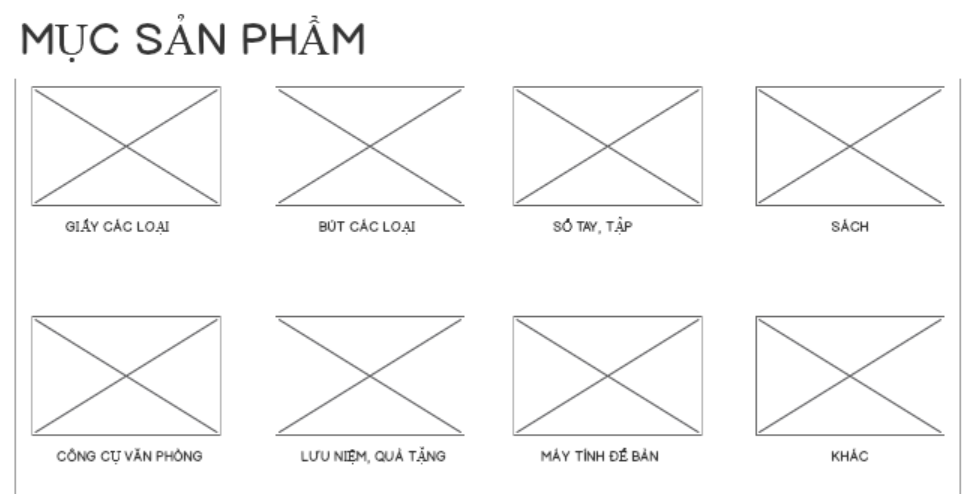 MỤC SẢN PHẨM
GIẤY CÁC LOẠI
BÚT CÁC LOẠI
SỔ TAY, TẬP
SÁCH
CÔNG CỤ VĂN PHÒNG
LƯU NIỆM, QUÀ TẶNG
MÁY TÍNH ĐỂ BÀN
KHÁC